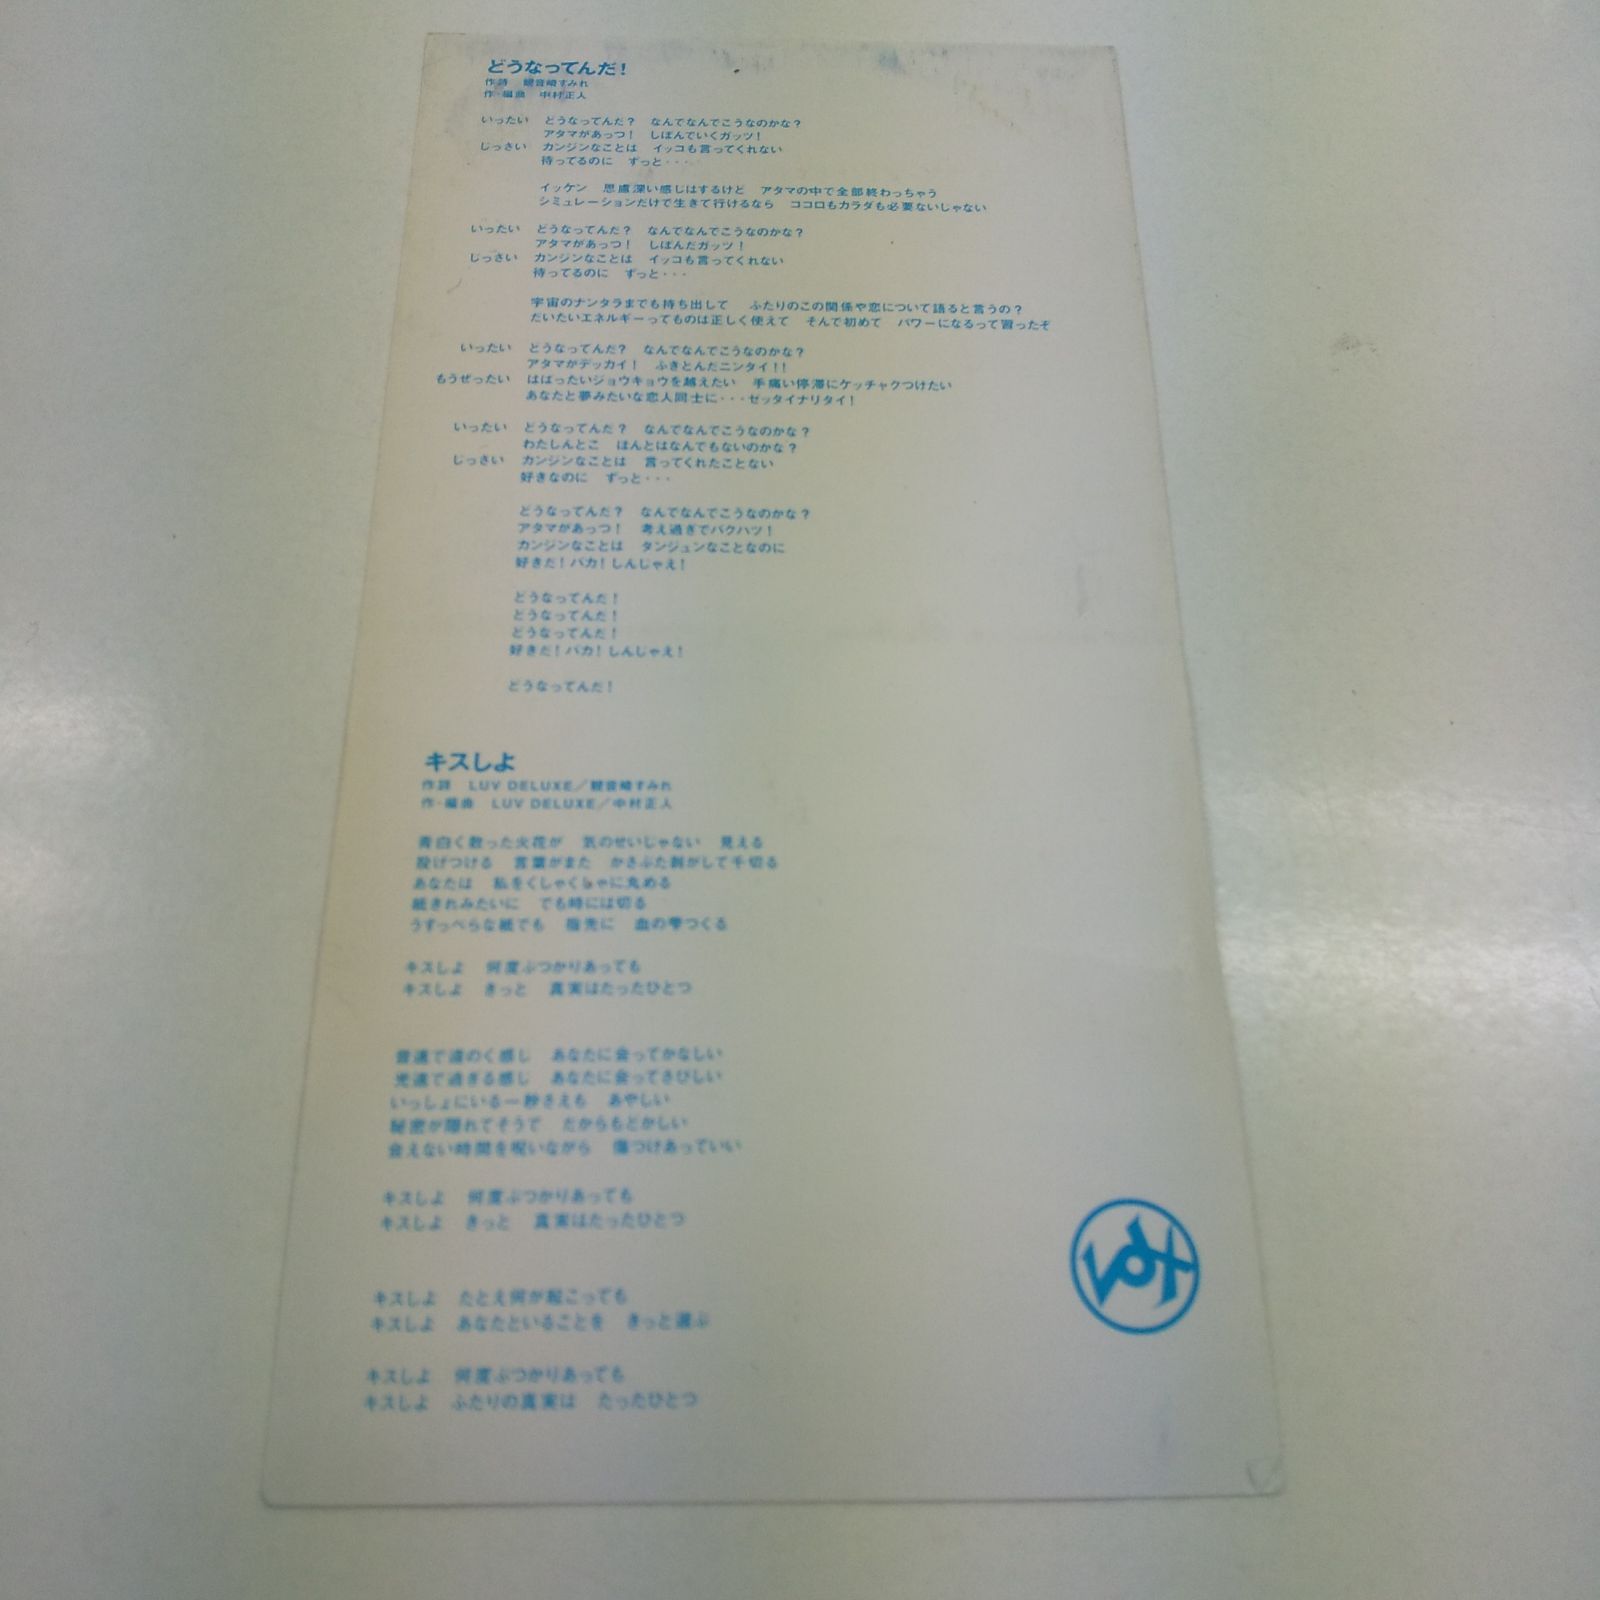 どうなってんだ!
作詩　観音崎すみれ
作・編曲　中村正人
いったい　どうなってんだ?　なんでなんでこうなのかな?
アタマがあっつ!　しぼんでいくガッツ!
じっさい　カンジンなことは　イッコも言ってくれない
待ってるのに　ずっと・・・
イッケン　思慮深い感じはするけど　アタマの中で全部終わっちゃう
シミュレーションだけで生きて行けるなら　ココロもカラダも必要ないじゃない
いったい　どうなってんだ?　なんでなんでこうなのかな?
アタマがあっつ!　しぼんだガッツ!
じっさい　カンジンなことは　イッコも言ってくれない
待ってるのに　ずっと・・・
宇宙のナンタラまでも持ち出して　ふたりのこの関係や恋について語ると言うの?
だいたいエネルギーってものは正しく使えて　そんで初めて　パワーになるって習ったぞ
いったい　どうなってんだ?　なんでなんでこうなのかな?
アタマがデッカイ!　ふきとんだニンタイ!!
もうぜったい　はばったいジョウキョウを越えたい　手痛い停滞にケッチャクつけたい
あなたと夢みたいな恋人同士に・・・ゼッタイナリタイ!
いったい　どうなってんだ?　なんでなんでこうなのかな?
わたしんとこ　ほんとはなんでもないのかな?
じっさい　カンジンなことは　言ってくれたことない
好きなのに　ずっと・・・
どうなってんだ?　なんでなんでこうなのかな?
アタマがあっつ!　考え過ぎでバクハツ!
カンジンなことは　タンジュンなことなのに
好きだ!バカ!しんじゃえ!
どうなってんだ!
どうなってんだ!
どうなってんだ!
好きだ!バカ!しんじゃえ!
どうなってんだ!
キスしよ
作詩　LUV DELUXE／観音崎すみれ
作・編曲　LUV DELUXE／中村正人
青白く散った火花が　気のせいじゃない　見える
投げつける　言葉がまた　かさぶた剥がして千切る
あなたは　私をくしゃくしゃに丸める
紙きれみたいに　でも時には切る
うすっぺらな紙でも　指先に　血の雫つくる
キスしよ　何度ぶつかりあっても
キスしよ　きっと　真実はたったひとつ
音速で遠のく感じ　あなたに会ってかなしい
光速で過ぎる感じ　あなたに会ってさびしい
いっしょにいる一秒さえも　あやしい
秘密が隠れてそうで　だからもどかしい
会えない時間を呪いながら　傷つけあっていい
キスしよ　何度ぶつかりあっても
キスしよ　きっと　真実はたったひとつ
キスしよ　たとえ何が起こっても
キスしよ　あなたといることを　きっと選ぶ
キスしよ　何度ぶつかりあっても
キスしよ　ふたりの真実は　たったひとつ